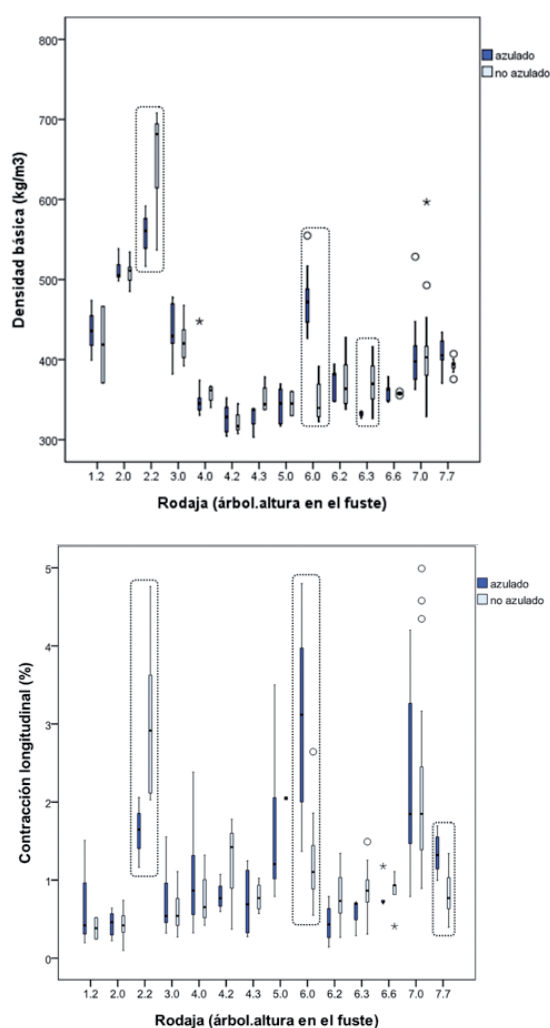 800
700
600
500
400
300
Densidad básica (kg/m3)
azulado
no azulado
1.2 2.0 2.2 3.0 4.0 4.2 4.3 5.0 6.0 6.2 6.3 6.6 7.0 7.7
Rodaja (árbol.altura en el fuste)
5
4
3
2
1
0
Contracción longitudinal (%)
azulado
no azulado
1.2 2.0 2.2 3.0 4.0 4.2 4.3 5.0 6.0 6.2 6.3 6.6 7.0 7.7
Rodaja (árbol.altura en el fuste)